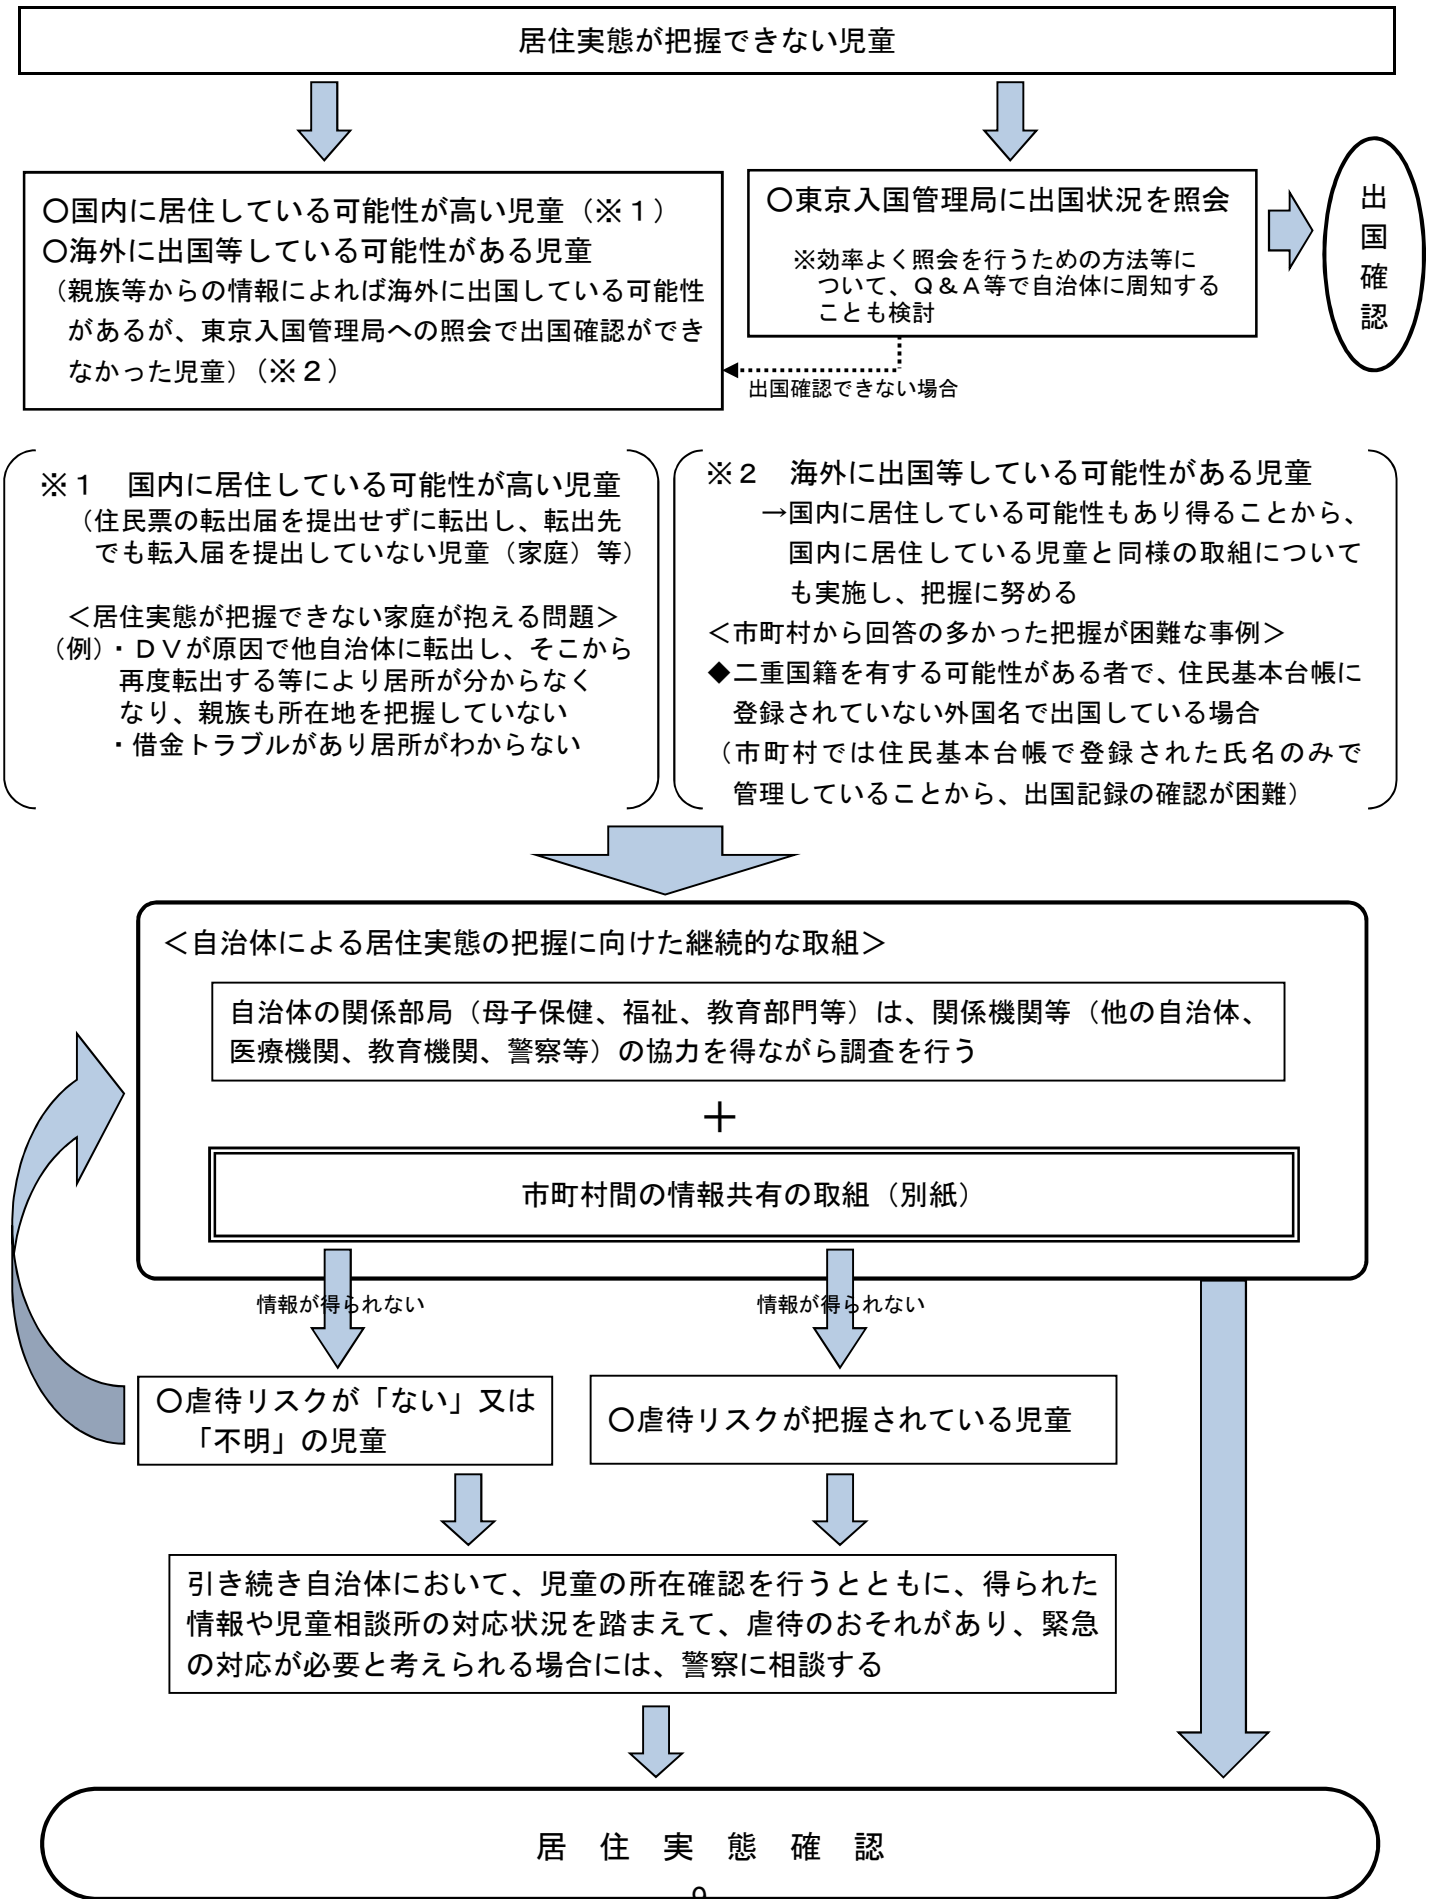 居住実態が把握できない児童
〇国内に居住している可能性が高い児童（※１）
〇海外に出国等している可能性がある児童
（親族等からの情報によれば海外に出国している可能性
があるが、東京入国管理局への照会で出国確認ができ
なかった児童）（※２）
〇東京入国管理局に出国状況を照会
※効率よく照会を行うための方法等に
ついて、Ｑ＆Ａ等で自治体に周知する
ことも検討
出国確認
出国確認できない場合
※１　国内に居住している可能性が高い児童
（住民票の転出届を提出せずに転出し、転出先
でも転入届を提出していない児童（家庭）等）
＜居住実態が把握できない家庭が抱える問題＞
（例）・ＤＶが原因で他自治体に転出し、そこから
再度転出する等により居所が分からなく
なり、親族も所在地を把握していない
・借金トラブルがあり居所がわからない
※２　海外に出国等している可能性がある児童
→国内に居住している可能性もあり得ることから、
国内に居住している児童と同様の取組について
も実施し、把握に努める
＜市町村から回答の多かった把握が困難な事例＞
◆二重国籍を有する可能性がある者で、住民基本台帳に
登録されていない外国名で出国している場合
（市町村では住民基本台帳で登録された氏名のみで
管理していることから、出国記録の確認が困難）
＜自治体による居住実態の把握に向けた継続的な取組＞
自治体の関係部局（母子保健、福祉、教育部門等）は、関係機関等（他の自治体、
医療機関、教育機関、警察等）の協力を得ながら調査を行う
＋
市町村間の情報共有の取組（別紙）
情報が得られない
情報が得られない
〇虐待リスクが「ない」又は
「不明」の児童
〇虐待リスクが把握されている児童
引き続き自治体において、児童の所在確認を行うとともに、得られた
情報や児童相談所の対応状況を踏まえて、虐待のおそれがあり、緊急
の対応が必要と考えられる場合には、警察に相談する
居　住　実　態　確　認